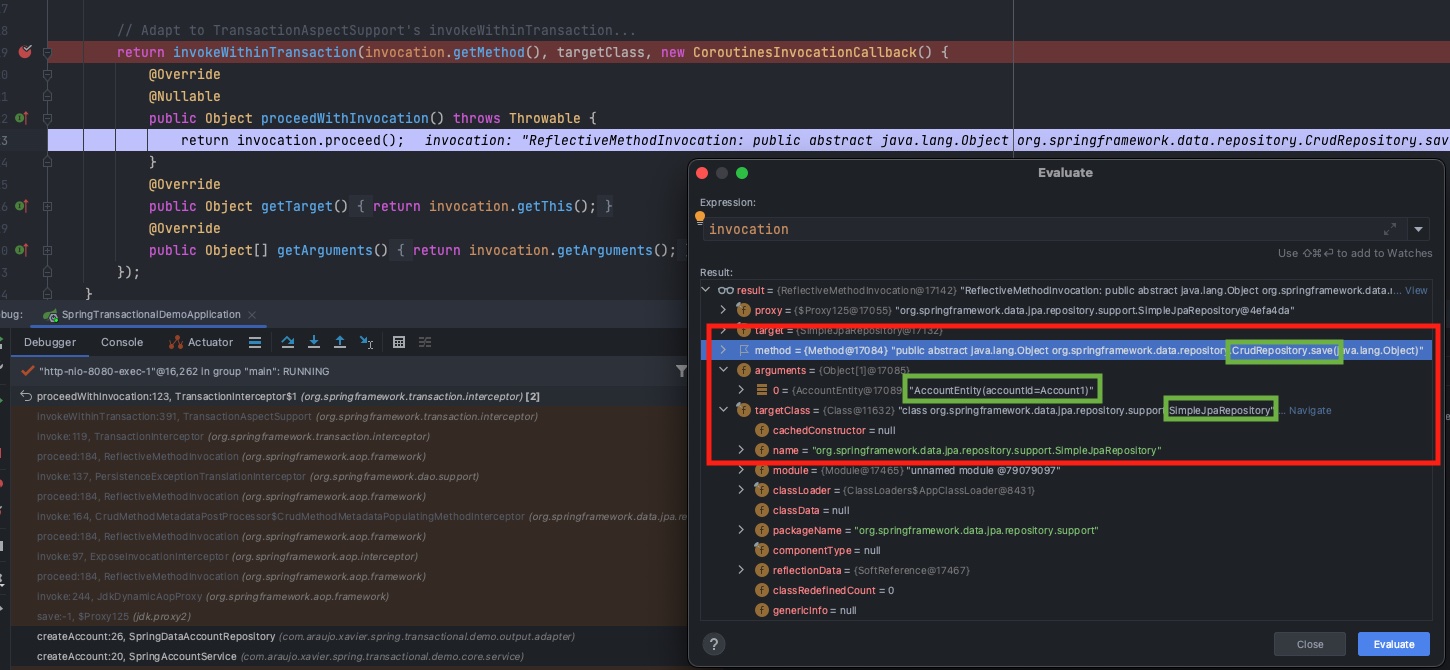 // Adapt to TransactionAspectSupport's invokeWithinTransaction...
return invokeWithinTransaction(invocation.getMethod(), targetClass, new CoroutinesInvocationCallback() {
@Override
@Nullable
public Object proceedWithInvocation() throws Throwable {
return invocation.proceed(); invocation: "ReflectiveMethodInvocation: public abstract java.lang.Object org.springframework.data.repository.CrudRepository.sav
}
@Override
public Object getTarget() { return invocation.getThis(); }
@Override
public Object[] getArguments() { return invocation.getArguments();
});
}
ebug: SpringTransactionalDemoApplication
Debugger Console Actuator
"http-nio-8080-exec-1"@16,262 in group "main": RUNNING
proceedWithInvocation:123, TransactionInterceptor$1 (org.springframework.transaction.interceptor) [2]
invokeWithinTransaction:391, TransactionAspectSupport (org.springframework.transaction.interceptor)
invoke:119, TransactionInterceptor (org.springframework.transaction.interceptor)
proceed:184, ReflectiveMethodInvocation (org.springframework.aop.framework)
invoke:137, PersistenceExceptionTranslationInterceptor (org.springframework.dao.support)
proceed:184, ReflectiveMethodInvocation (org.springframework.aop.framework)
invoke:164, CrudMethodMetadataPostProcessor$CrudMethodMetadataPopulatingMethodInterceptor (org.springframework.data.jpa.re
proceed:184, ReflectiveMethodInvocation (org.springframework.aop.framework)
invoke:97, ExposeInvocationInterceptor (org.springframework.aop.interceptor)
proceed:184, ReflectiveMethodInvocation (org.springframework.aop.framework)
invoke:244, JdkDynamicAopProxy (org.springframework.aop.framework)
save:-1, $Proxy125 (jdk.proxy2)
createAccount:26, SpringDataAccountRepository (com.araujo.xavier.spring.transactional.demo.output.adapter)
createAccount:20, SpringAccountService (com.araujo.xavier.spring.transactional.demo.core.service)
Evaluate
Expression:
invocation
Use ⇧⌘⏎ to add to Watches
Result:
result = {ReflectiveMethodInvocation@17142} "ReflectiveMethodInvocation: public abstract java.lang.Object org.springframework.data.r... View
proxy = {$Proxy125@17055} "org.springframework.data.jpa.repository.support.SimpleJpaRepository@4efa4da"
target = {SimpleJpaRepository@17132}
method = {Method@17084} "public abstract java.lang.Object org.springframework.data.repository.CrudRepository.save(java.lang.Object)"
arguments = {Object[1]@17085}
0 = {AccountEntity@17089 "AccountEntity(accountId=Account1)"
targetClass = {Class@11632} "class org.springframework.data.jpa.repository.support.SimpleJpaRepository"... Navigate
cachedConstructor = null
name = "org.springframework.data.jpa.repository.support.SimpleJpaRepository"
module = {Module@17465} "unnamed module @79079097"
classLoader = {ClassLoaders$AppClassLoader@8431}
classData = null
packageName = "org.springframework.data.jpa.repository.support"
componentType = null
reflectionData = {SoftReference@17467}
classRedefinedCount = 0
genericInfo = null
? Close Evaluate